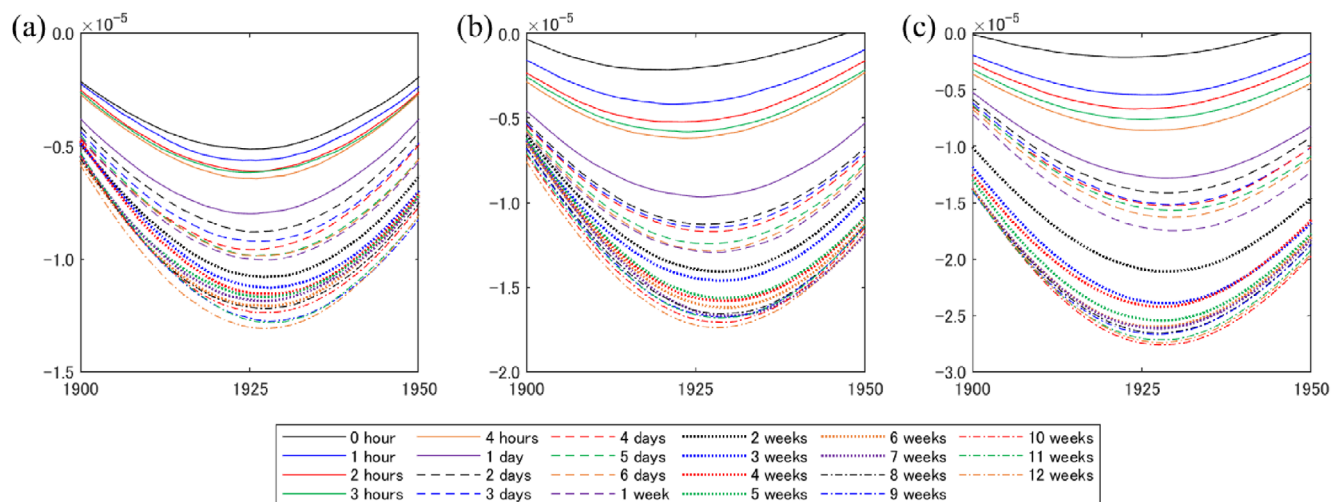 (a) ×10⁻⁵ (b) ×10⁻⁵ (c) ×10⁻⁵
0.0 0.0 0.0
−0.5 −0.5 −0.5
−1.0 −1.0 −1.0
−1.5 −1.5 −1.5
−2.0 −2.0
−2.5
−3.0
1900 1925 1950 1900 1925 1950 1900 1925 1950
0 hour 4 hours 4 days 2 weeks 6 weeks 10 weeks
1 hour 1 day 5 days 3 weeks 7 weeks 11 weeks
2 hours 2 days 6 days 4 weeks 8 weeks 12 weeks
3 hours 3 days 1 week 5 weeks 9 weeks